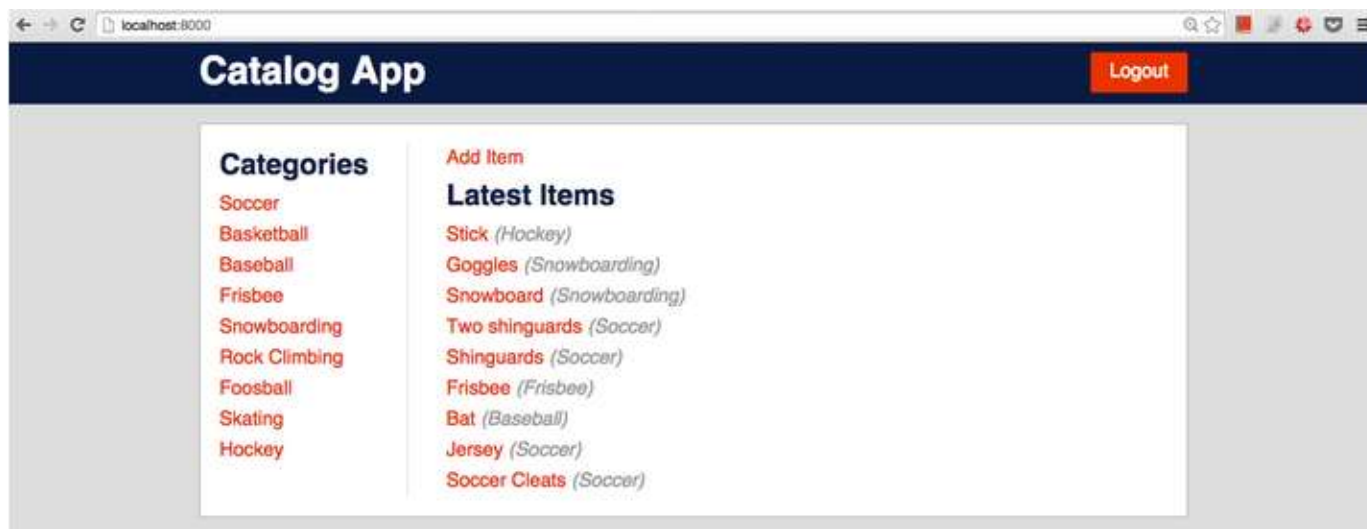 localhost:8000
Catalog App
Logout
Categories
Soccer
Basketball
Baseball
Frisbee
Snowboarding
Rock Climbing
Foosball
Skating
Hockey
Add Item
Latest Items
Stick (Hockey)
Goggles (Snowboarding)
Snowboard (Snowboarding)
Two shinguards (Soccer)
Shinguards (Soccer)
Frisbee (Frisbee)
Bat (Baseball)
Jersey (Soccer)
Soccer Cleats (Soccer)